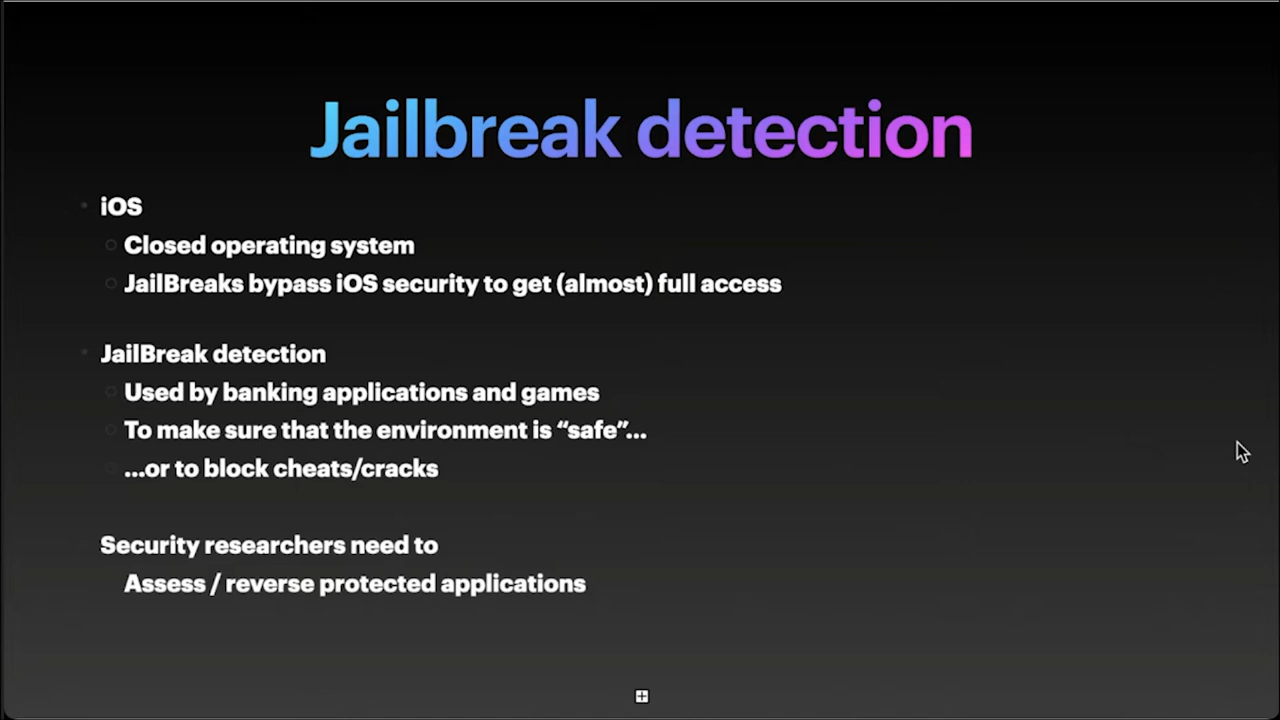 Jailbreak detection
iOS
Closed operating system
JailBreaks bypass iOS security to get (almost) full access
JailBreak detection
Used by banking applications and games
To make sure that the environment is “safe”...
...or to block cheats/cracks
Security researchers need to
Assess / reverse protected applications